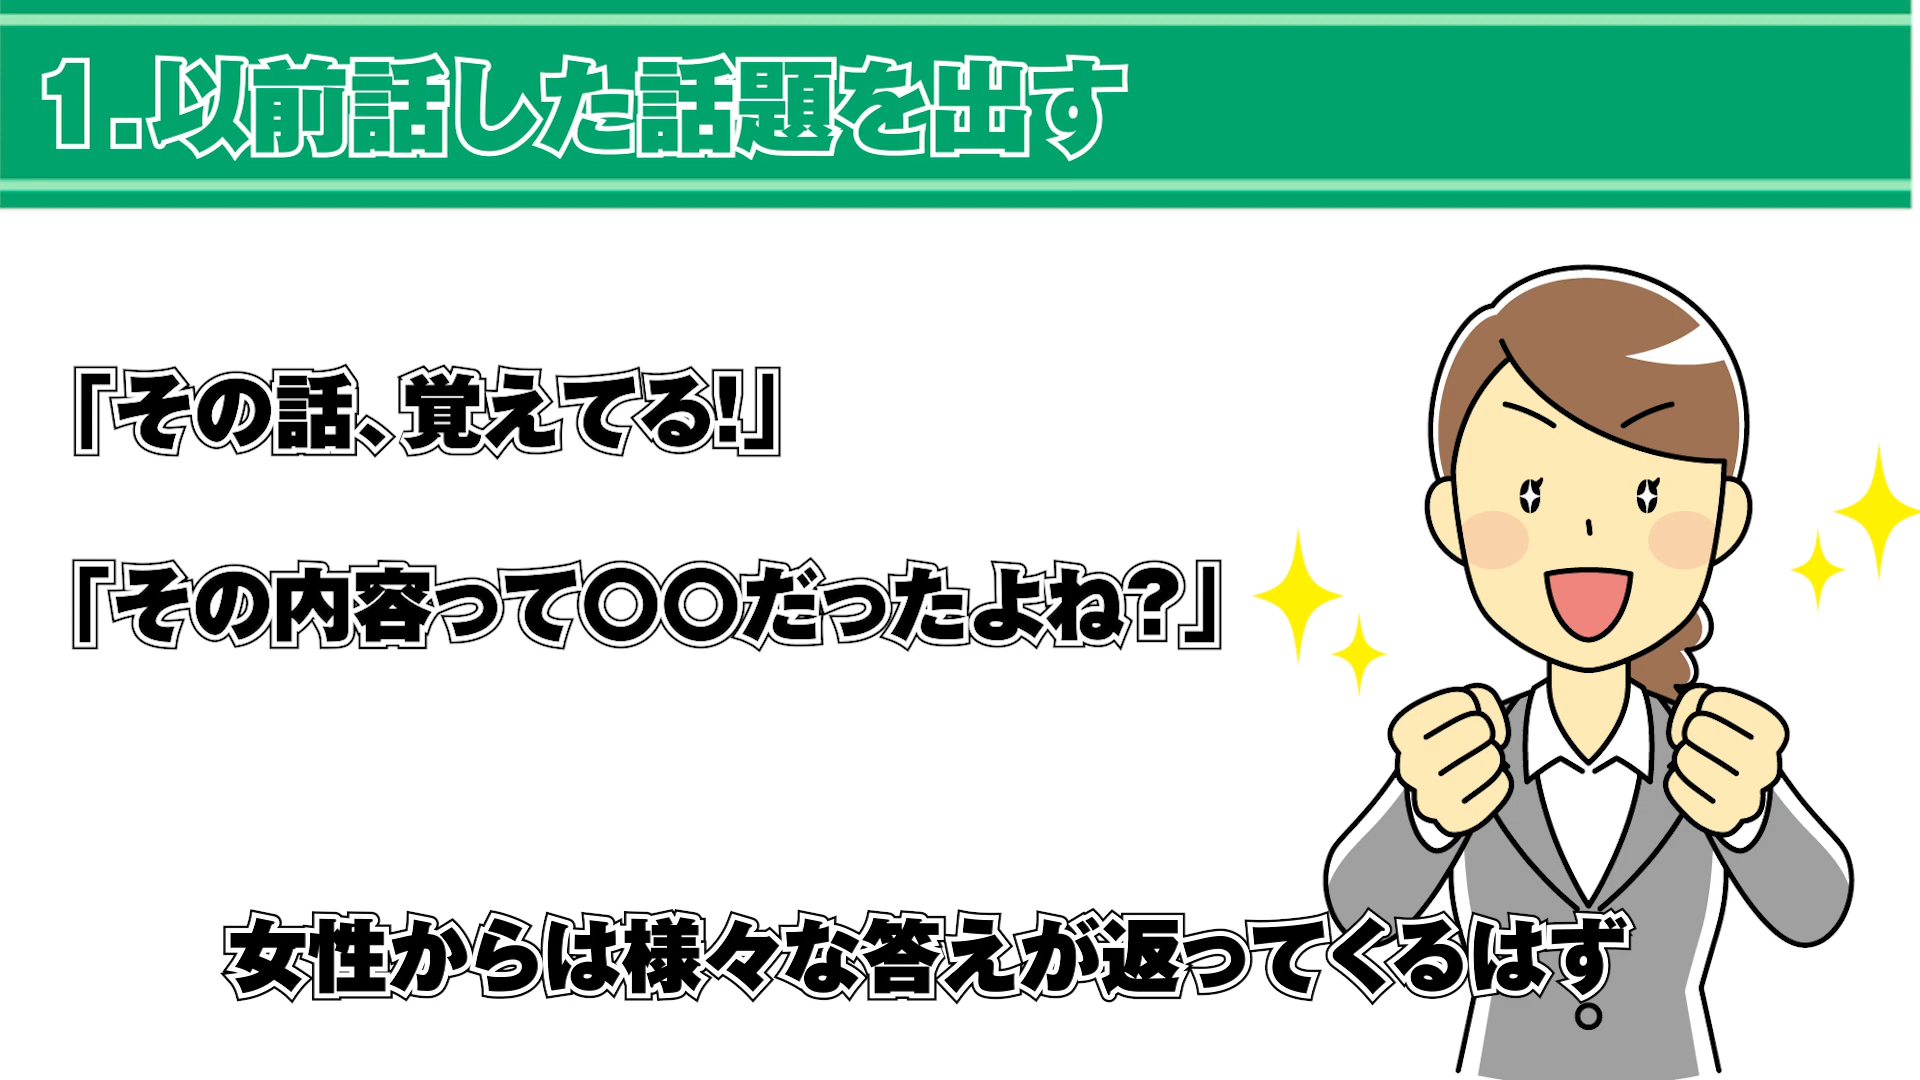 1.以前話した話題を出す
「その話、覚えてる!」
「その内容って〇〇だったよね?」
女性からは様々な答えが返ってくるはず